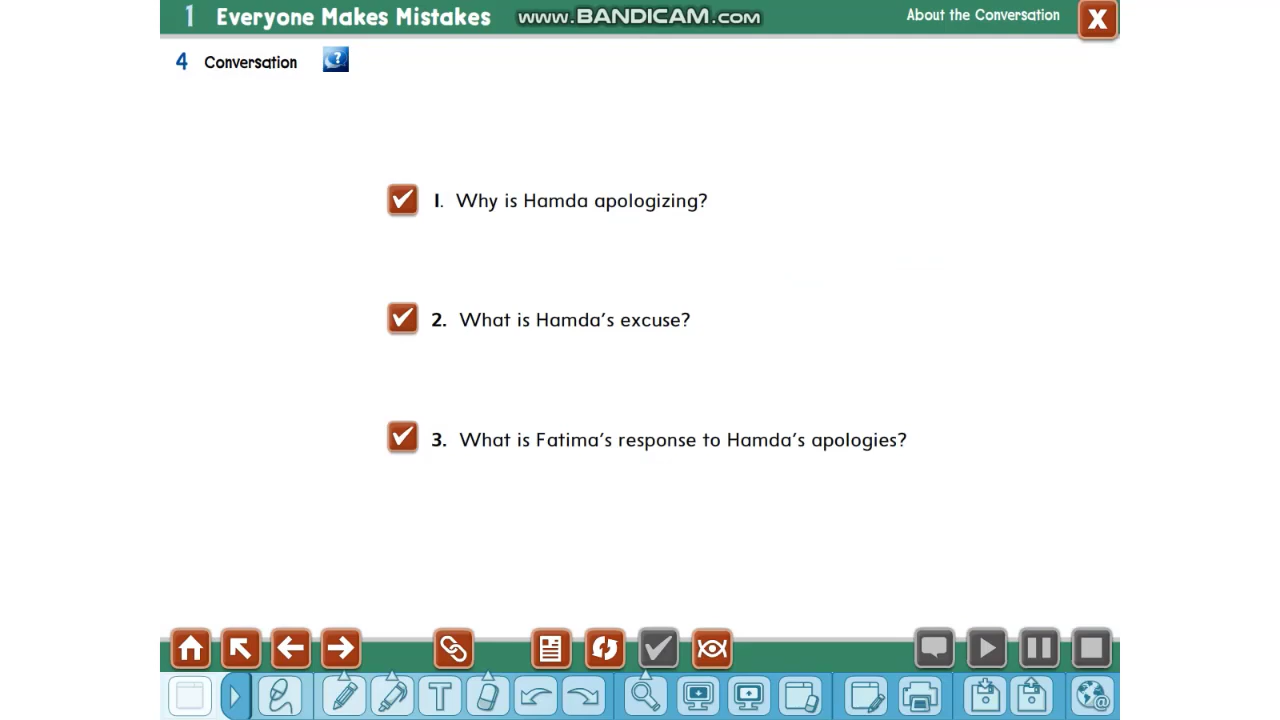 1 Everyone Makes Mistakes www.BANDICAM.com About the Conversation X
4 Conversation ?
1. Why is Hamda apologizing?
2. What is Hamda's excuse?
3. What is Fatima's response to Hamda's apologies?
T
@